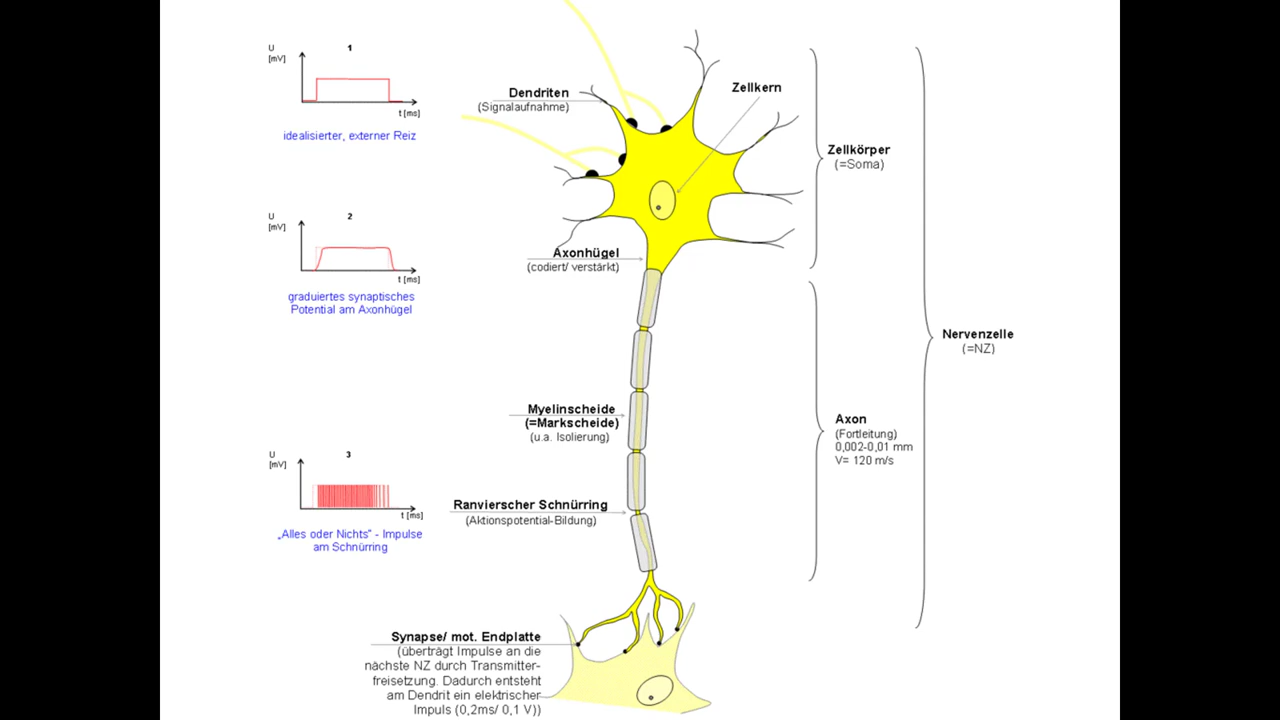 U
[mV]
1
t [ms]
idealisierter, externer Reiz
U
[mV]
2
t [ms]
graduiertes synaptisches
Potential am Axonhügel
U
[mV]
3
t [ms]
„Alles oder Nichts" - Impulse
am Schnürring
Dendriten
(Signalaufnahme)
Zellkern
Zellkörper
(=Soma)
Axonhügel
(codiert/ verstärkt)
Nervenzelle
(=NZ)
Myelinscheide
(=Markscheide)
(u.a. Isolierung)
Axon
(Fortleitung)
0,002-0,01 mm
V= 120 m/s
Ranvierscher Schnürring
(Aktionspotential-Bildung)
Synapse/ mot. Endplatte
(überträgt Impulse an die
nächste NZ durch Transmitter-
freisetzung. Dadurch entsteht
am Dendrit ein elektrischer
Impuls (0,2ms/ 0,1 V))